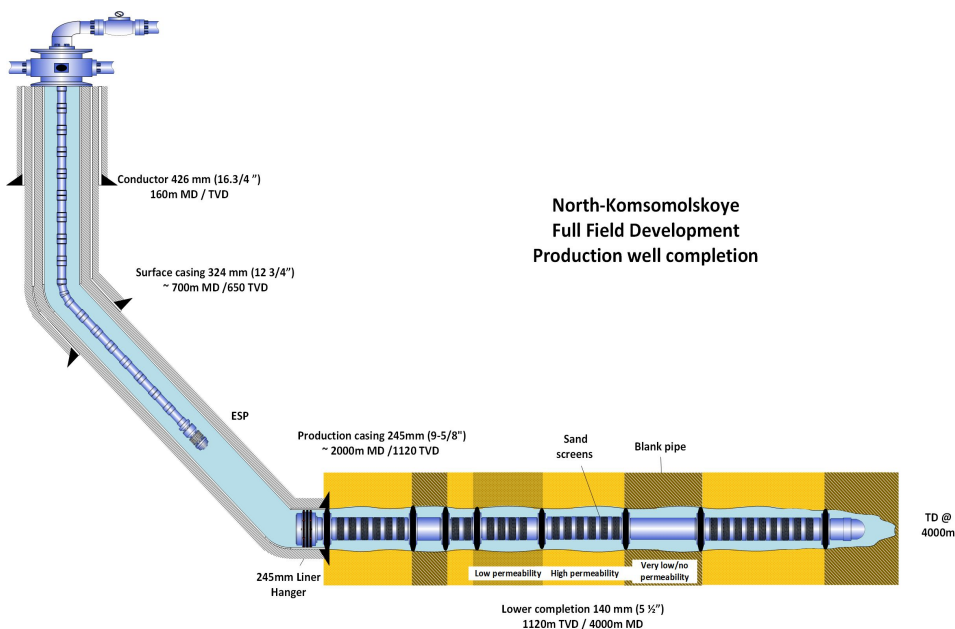 Conductor 426 mm (16.3/4 ”)
160m MD / TVD
North-Komsomolskoye
Full Field Development
Production well completion
Surface casing 324 mm (12 3/4”)
~ 700m MD /650 TVD
ESP
Production casing 245mm (9-5/8")
~ 2000m MD /1120 TVD
Sand
screens
Blank pipe
TD @
4000m
245mm Liner
Hanger
Low permeability
High permeability
Very low/no
permeability
Lower completion 140 mm (5 ½”)
1120m TVD / 4000m MD